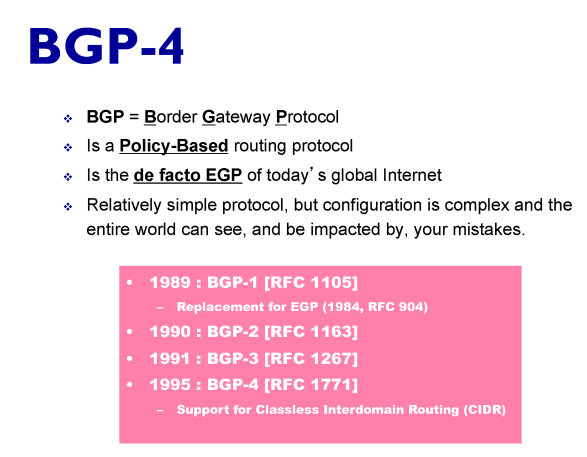 BGP-4
❖ BGP = Border Gateway Protocol
❖ Is a Policy-Based routing protocol
❖ Is the de facto EGP of today’s global Internet
❖ Relatively simple protocol, but configuration is complex and the
entire world can see, and be impacted by, your mistakes.
• 1989 : BGP-1 [RFC 1105]
– Replacement for EGP (1984, RFC 904)
• 1990 : BGP-2 [RFC 1163]
• 1991 : BGP-3 [RFC 1267]
• 1995 : BGP-4 [RFC 1771]
– Support for Classless Interdomain Routing (CIDR)